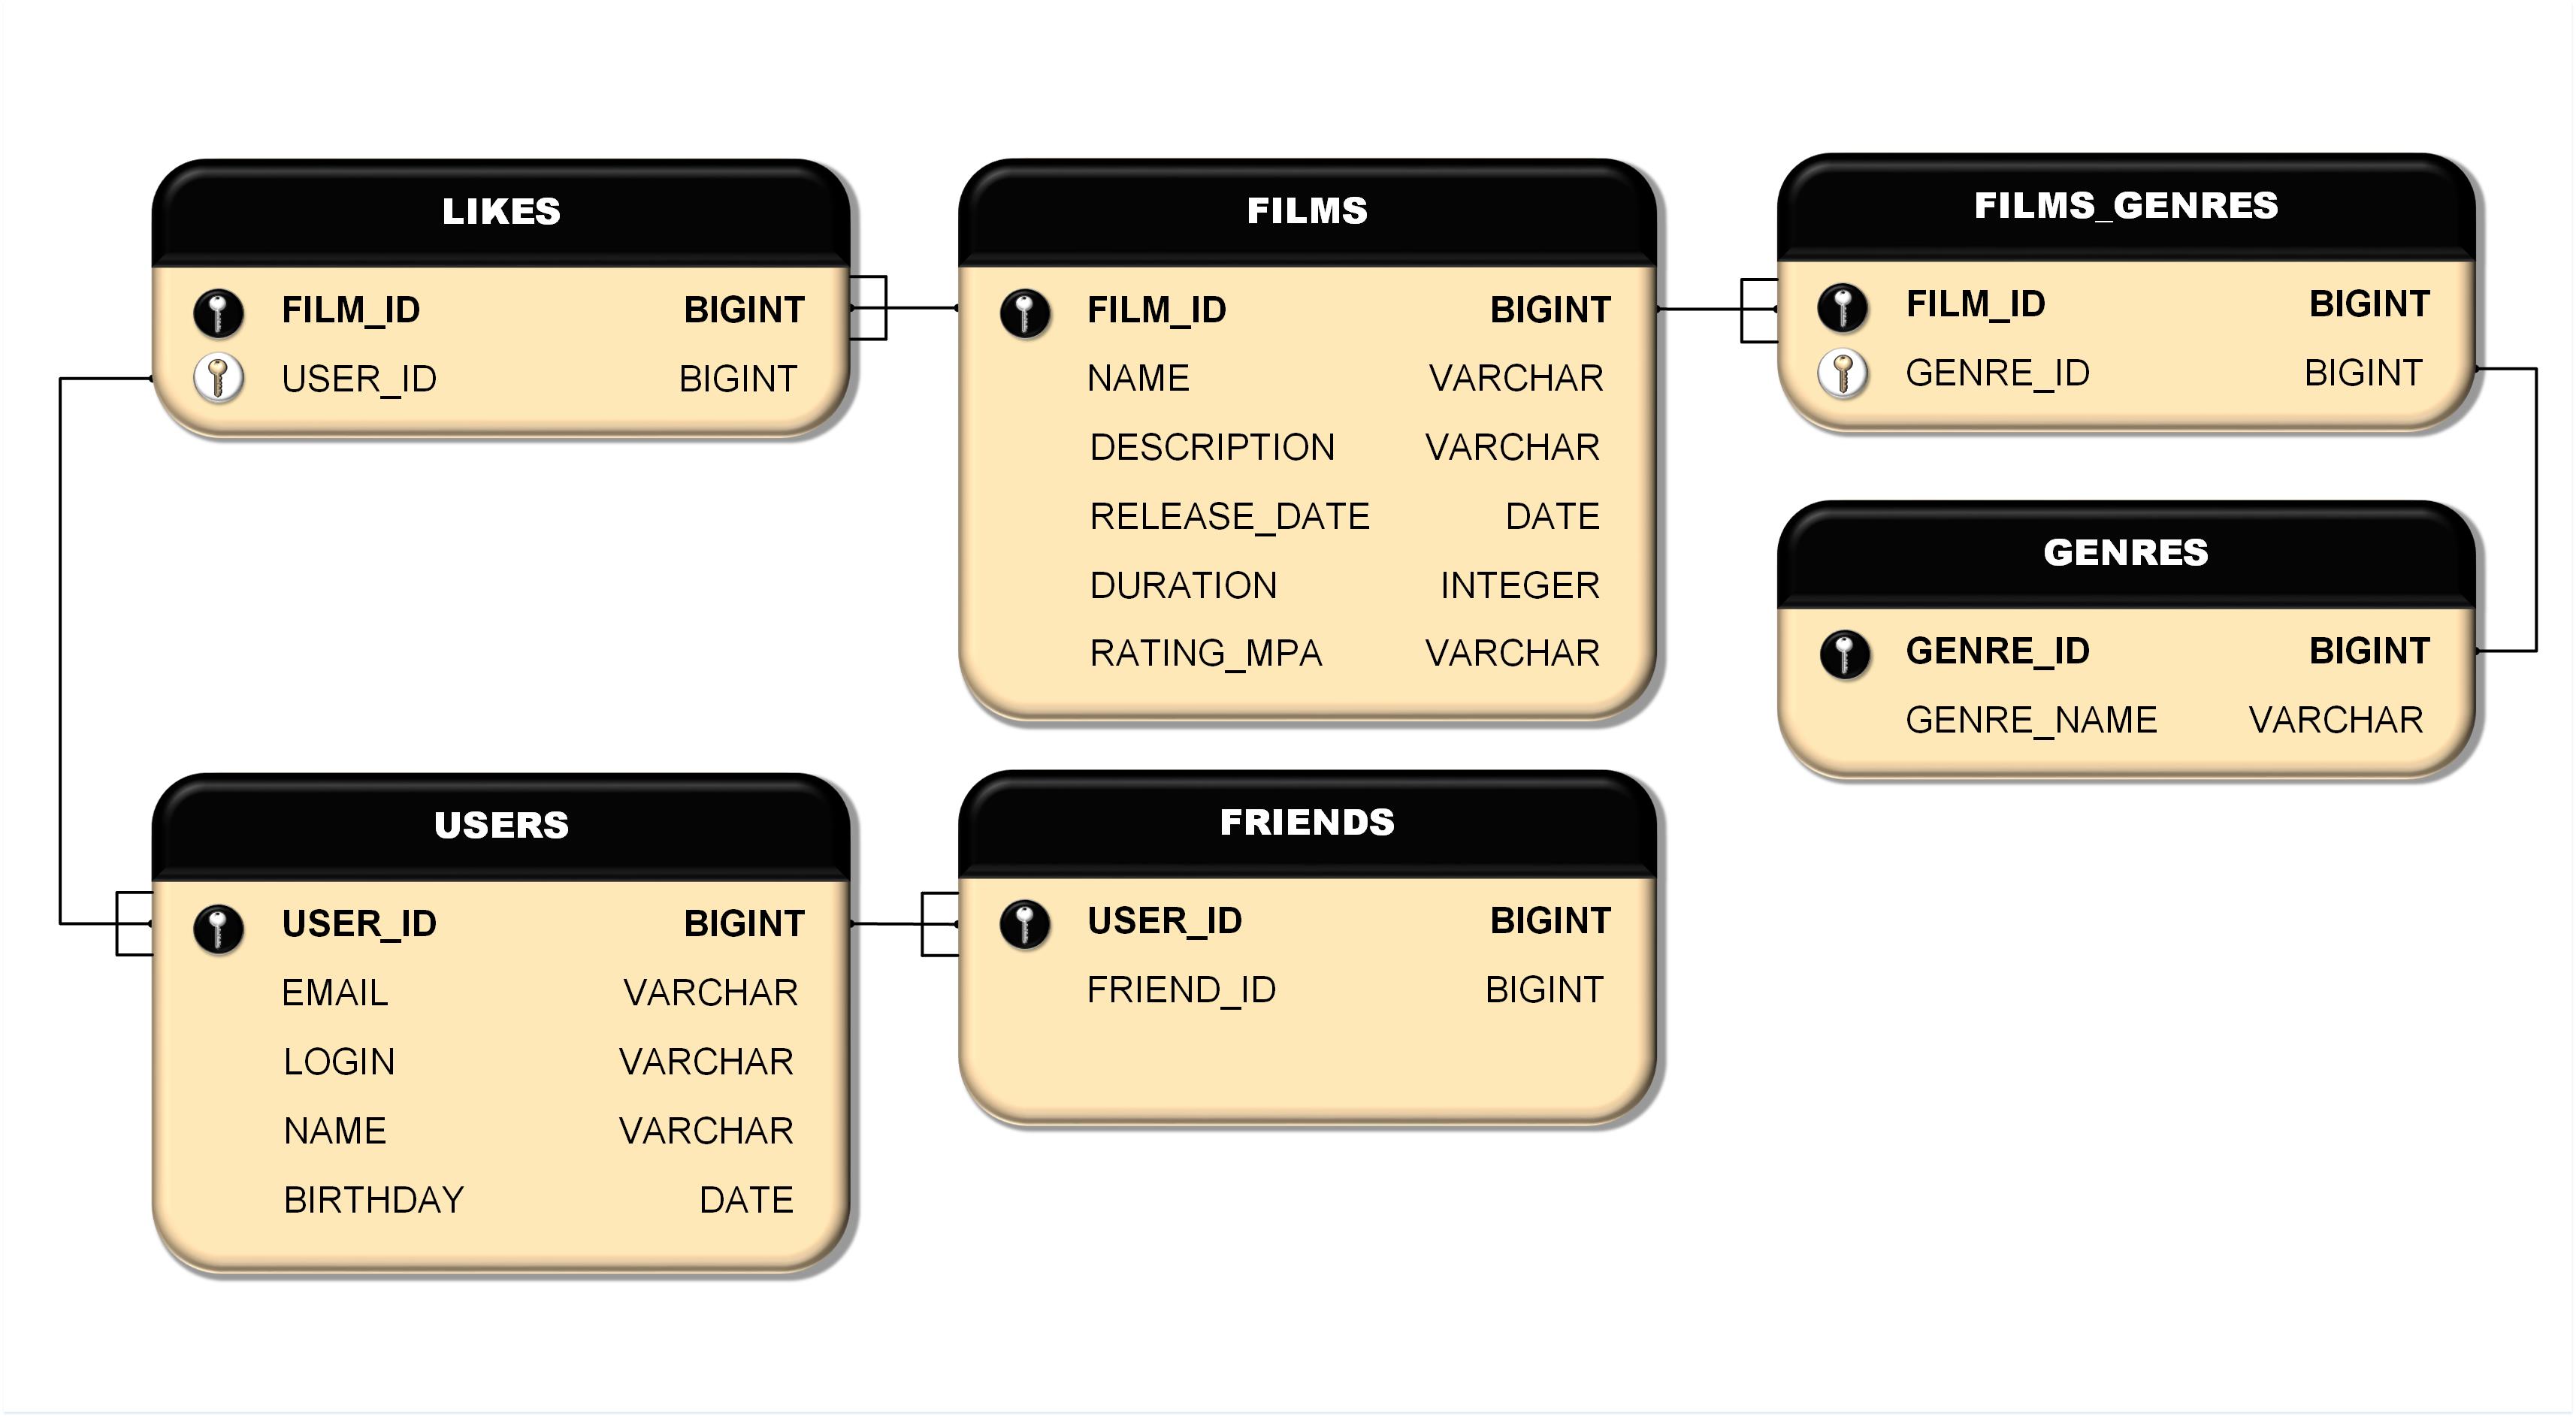 LIKES
FILM_ID BIGINT
USER_ID BIGINT
FILMS
FILM_ID BIGINT
NAME VARCHAR
DESCRIPTION VARCHAR
RELEASE_DATE DATE
DURATION INTEGER
RATING_MPA VARCHAR
FILMS_GENRES
FILM_ID BIGINT
GENRE_ID BIGINT
GENRES
GENRE_ID BIGINT
GENRE_NAME VARCHAR
USERS
USER_ID BIGINT
EMAIL VARCHAR
LOGIN VARCHAR
NAME VARCHAR
BIRTHDAY DATE
FRIENDS
USER_ID BIGINT
FRIEND_ID BIGINT